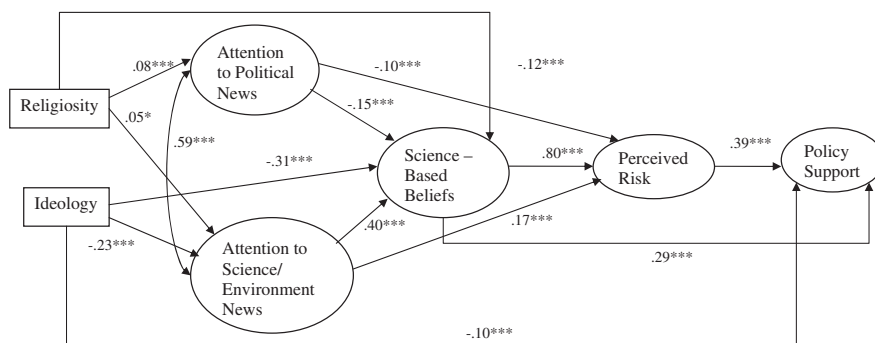 .08***
Attention
to Political
News
-.10***
-.12***
Religiosity
.05*
-.15***
.59***
.39***
-.31***
Science –
Based
Beliefs
.80***
Perceived
Risk
Policy
Support
Ideology
-.23***
.40***
.17***
Attention to
Science/
Environment
News
.29***
-.10***